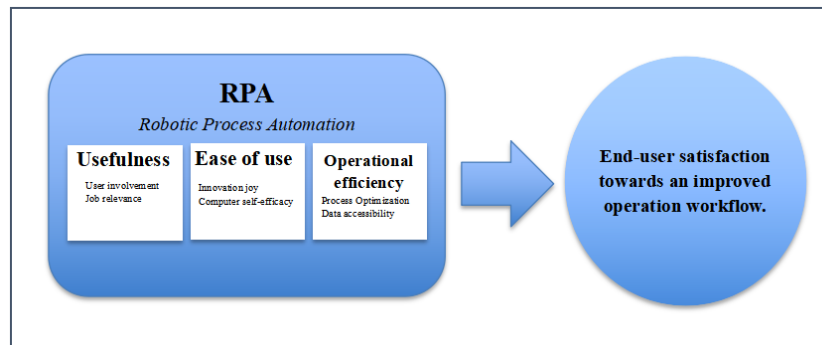 RPA
Robotic Process Automation
Usefulness
User involvement
Job relevance
Ease of use
Innovation joy
Computer self-efficacy
Operational
efficiency
Process Optimization
Data accessibility
End-user satisfaction
towards an improved
operation workflow.